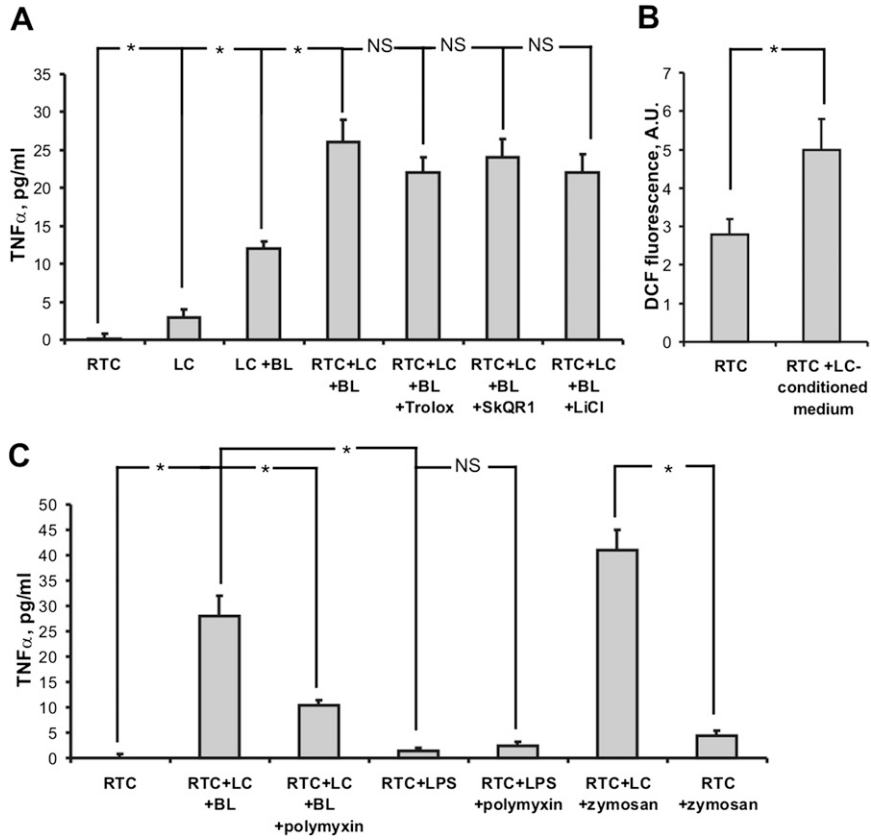 A
* * * NS NS NS
35
30
25
20
15
10
5
0
TNFα, pg/ml
RTC LC LC +BL RTC+LC RTC+LC RTC+LC RTC+LC
+BL +BL +BL +BL
+Trolox +SkQR1 +LiCl
B
*
7
6
5
4
3
2
1
0
DCF fluorescence, A.U.
RTC RTC +LC-
conditioned
medium
C
*
* * NS *
50
45
40
35
30
25
20
15
10
5
0
TNFα, pg/ml
RTC RTC+LC RTC+LC RTC+LPS RTC+LPS RTC+LC RTC
+BL +BL +polymyxin +zymosan +zymosan
+polymyxin